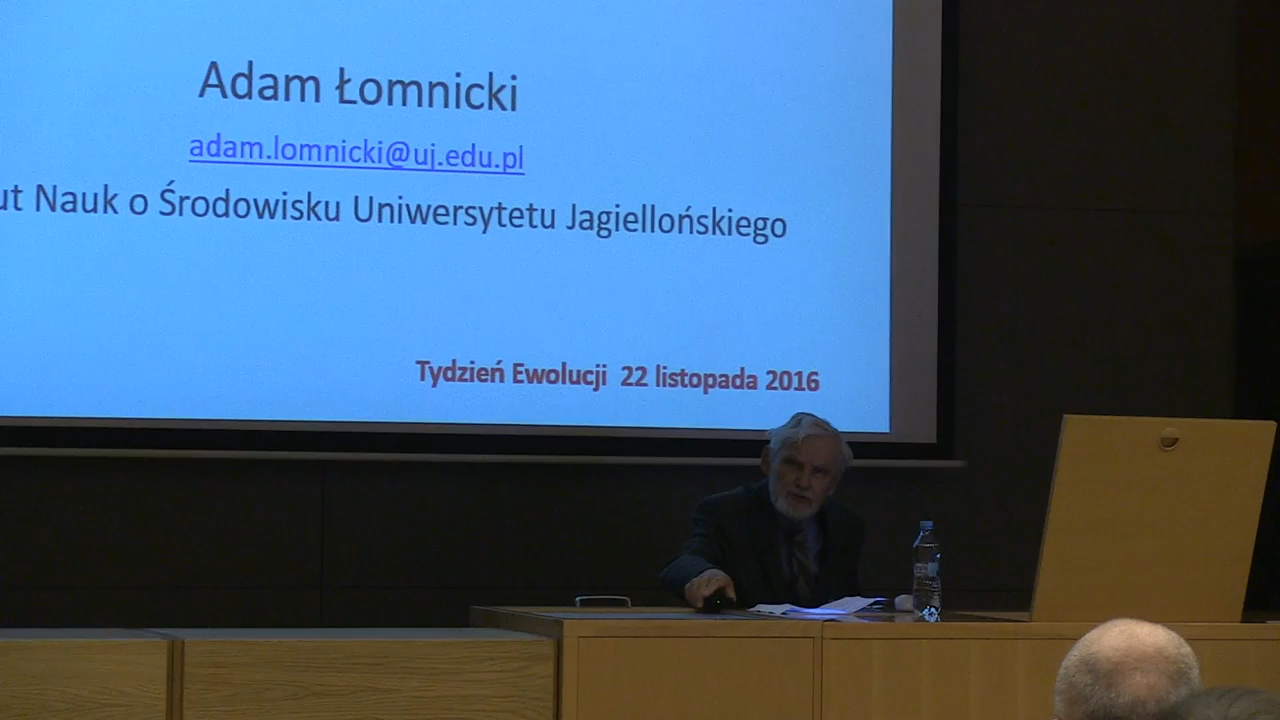 Adam Łomnicki
adam.lomnicki@uj.edu.pl
ut Nauk o Środowisku Uniwersytetu Jagiellońskiego
Tydzień Ewolucji 22 listopada 2016